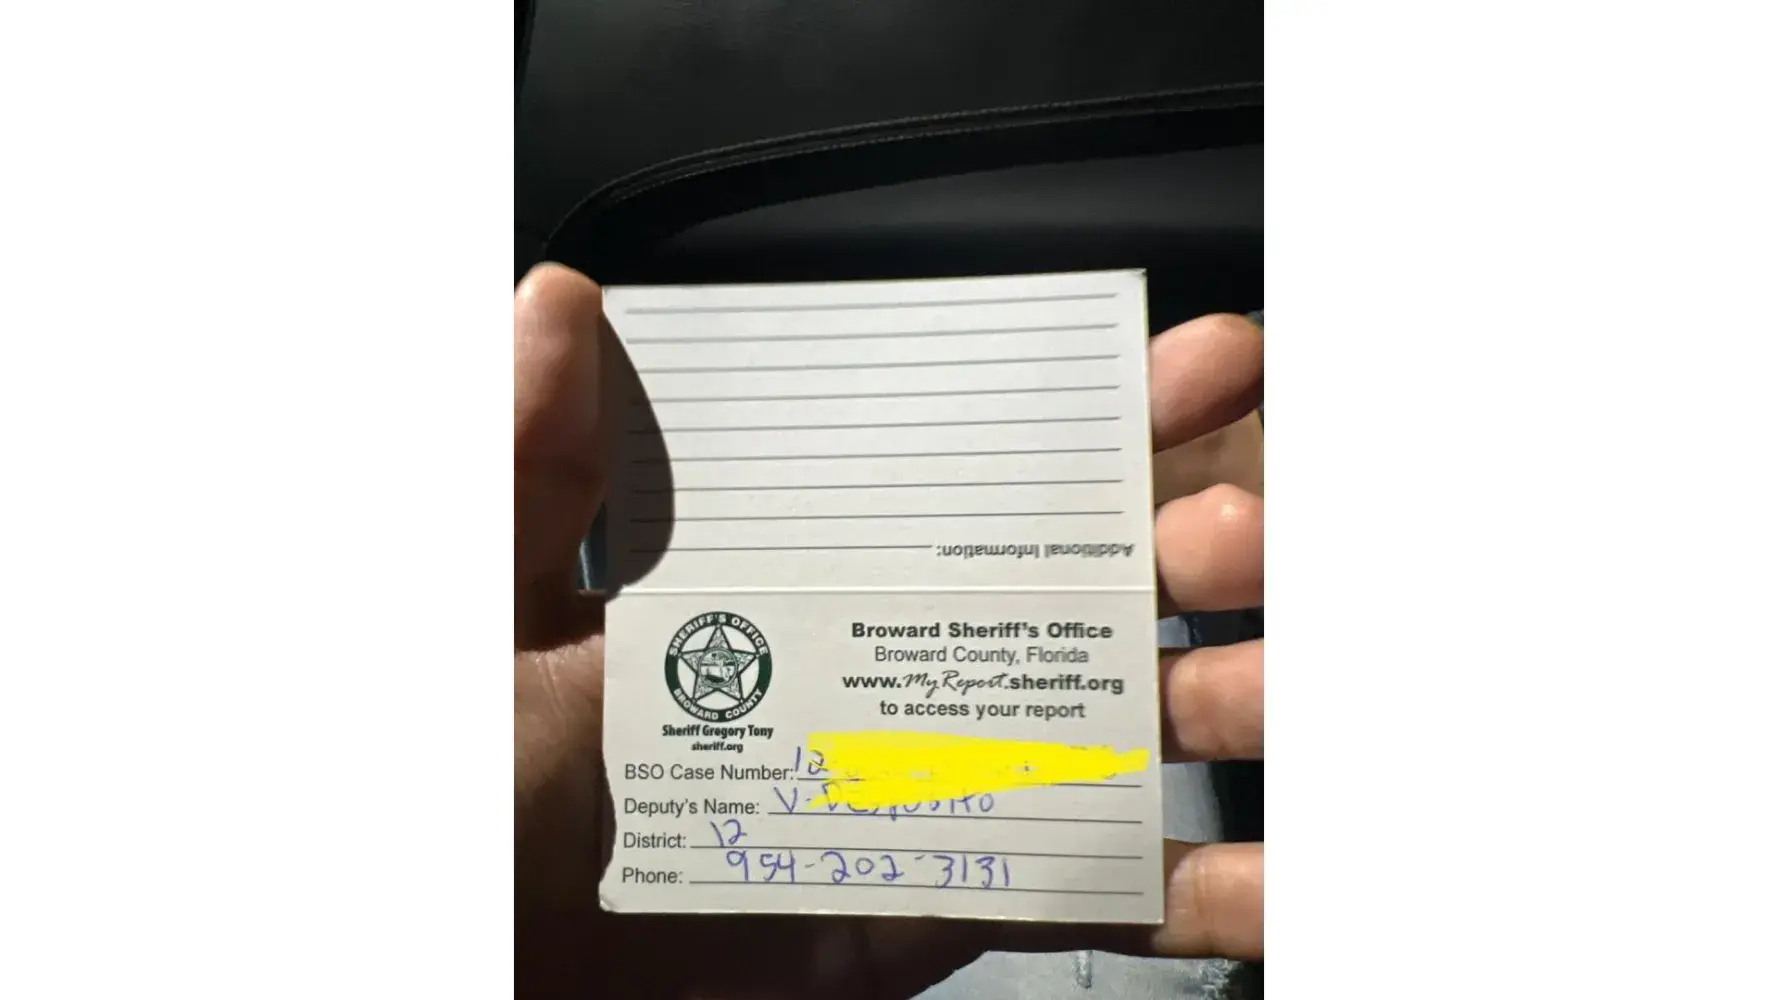 Additional Information:
SHERIFF'S OFFICE
BROWARD COUNTY
Sheriff Gregory Tony
sheriff.org
Broward Sheriff's Office
Broward County, Florida
www.MyReport.sheriff.org
to access your report
BSO Case Number: 12
Deputy's Name: V.
District: 12
Phone: 954-202-3131